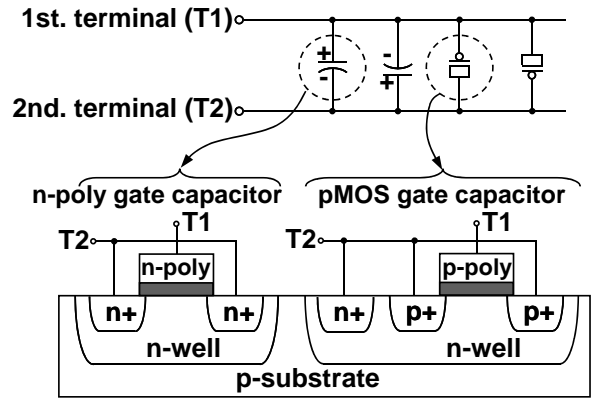 1st. terminal (T1)
+
-
-
+
2nd. terminal (T2)
n-poly gate capacitor
pMOS gate capacitor
T1
T1
T2
T2
n-poly
p-poly
n+
n+
n+
p+
p+
n-well
n-well
p-substrate